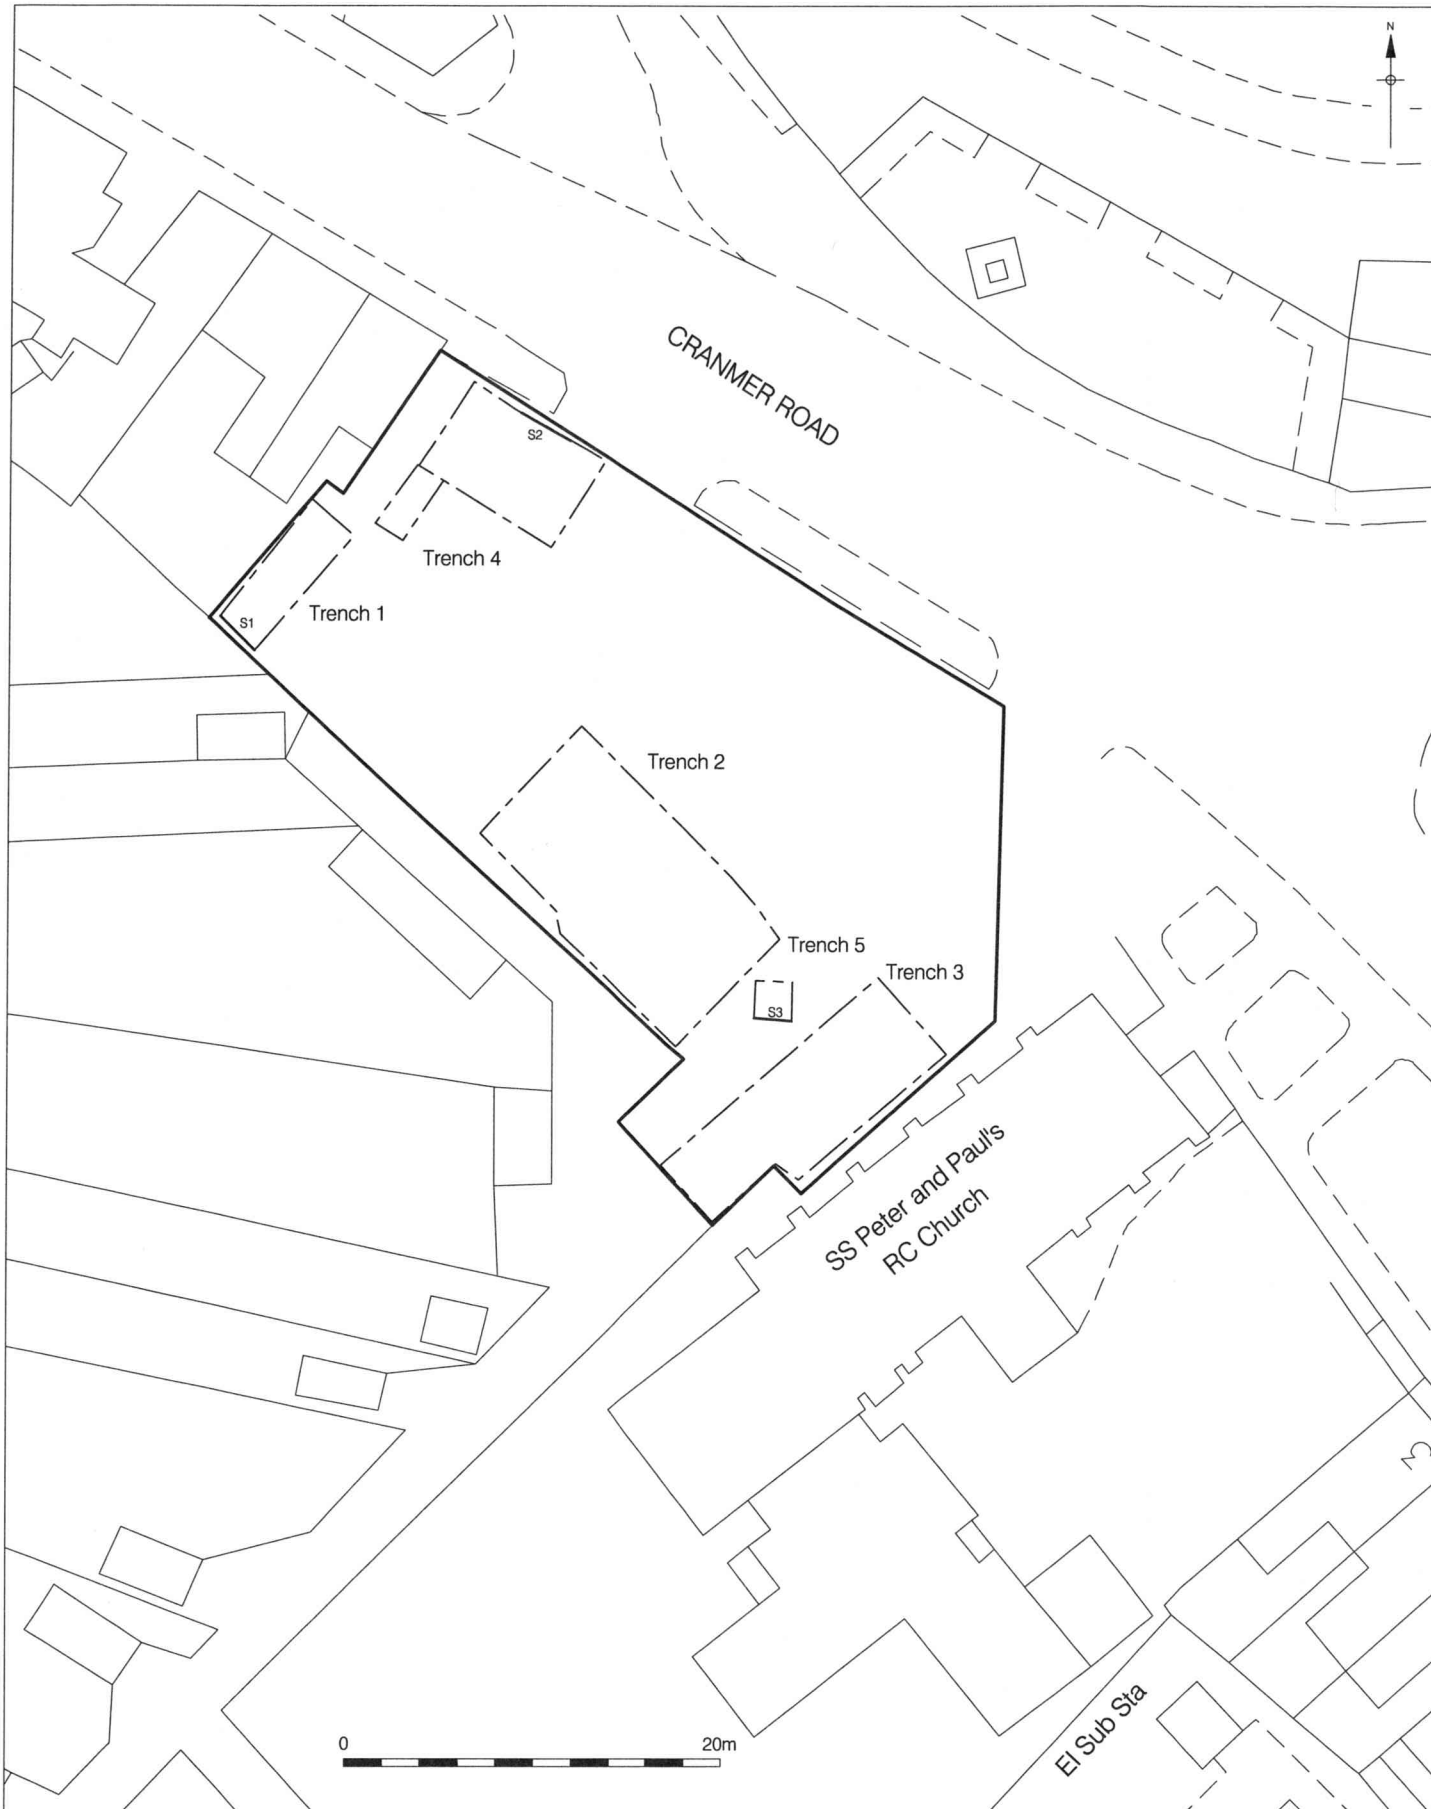 N
CRANMER ROAD
S2
Trench 4
Trench 1
S1
Trench 2
Trench 5
Trench 3
S3
SS Peter and Paul's
RC Church
3
0
20m
El Sub Sta